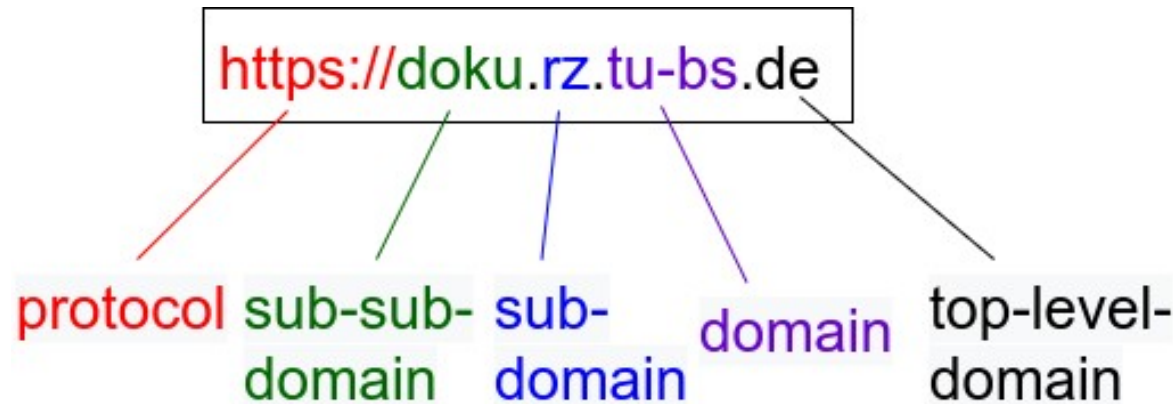 https://doku.rz.tu-bs.de
protocol
sub-sub-
domain
sub-
domain
domain
top-level-
domain